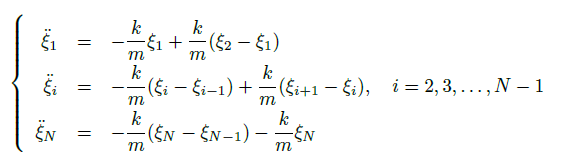 ξ̈₁ = −k/m ξ₁ + k/m (ξ₂ − ξ₁)
ξ̈ᵢ = −k/m (ξᵢ − ξᵢ₋₁) + k/m (ξᵢ₊₁ − ξᵢ), i = 2, 3, . . . , N − 1
ξ̈_N = −k/m (ξ_N − ξ_{N−1}) − k/m ξ_N